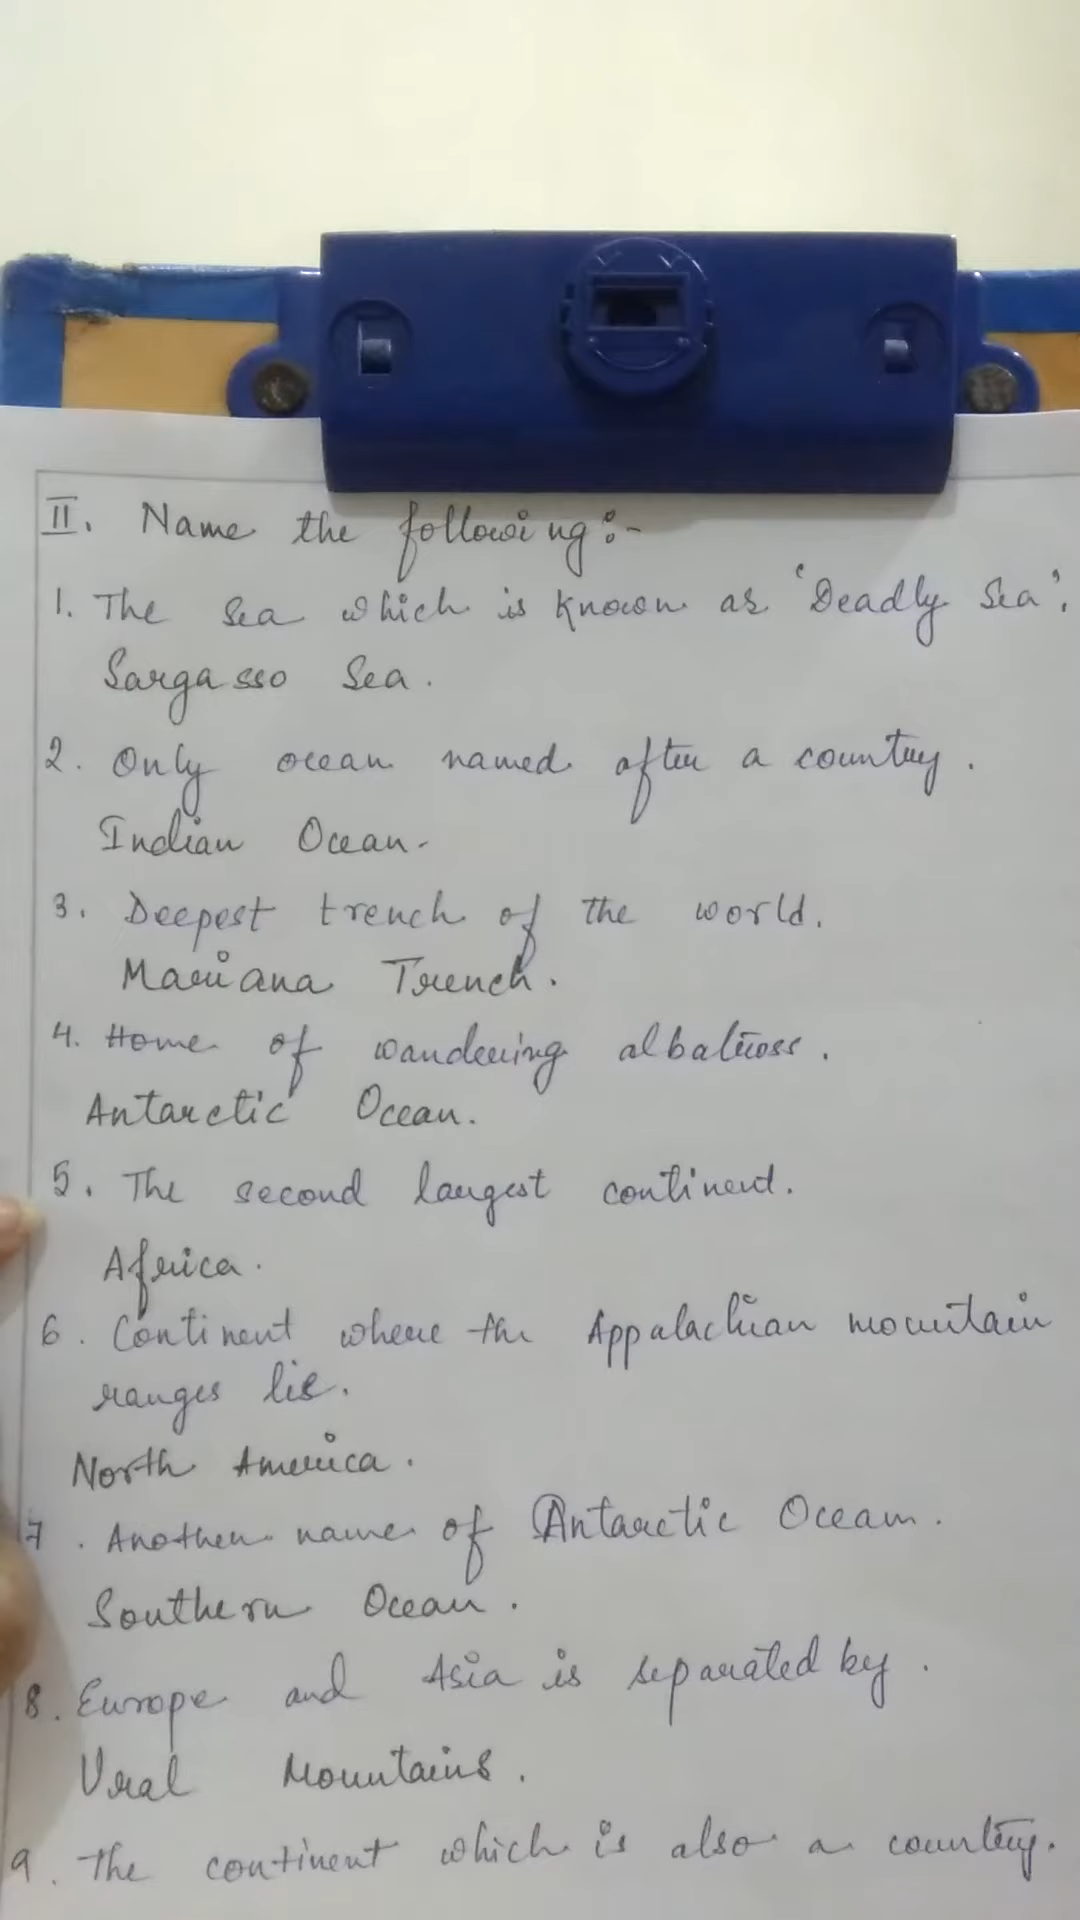 II. Name the following:-
1. The Sea which is known as 'Deadly Sea'.
Sargasso Sea.
2. Only ocean named after a country.
Indian Ocean.
3. Deepest trench of the world.
Mariana Trench.
4. Home of wandering albatross.
Antarctic Ocean.
5. The second largest continent.
Africa.
6. Continent where the Appalachian mountain
ranges lie.
North America.
7. Another name of Antarctic Ocean.
Southern Ocean.
8. Europe and Asia is separated by.
Ural Mountains.
9. The continent which is also a country.